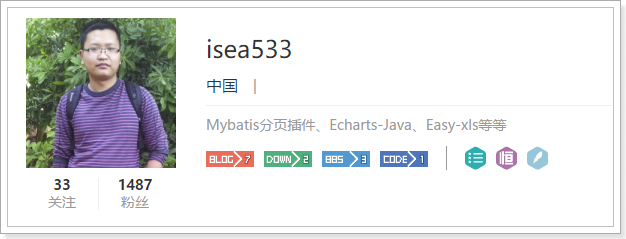 isea533
中国 |
Mybatis分页插件、Echarts-Java、Easy-xls等等
BLOG 7 DOWN 2 BBS 3 CODE 1
33 1487
关注 粉丝